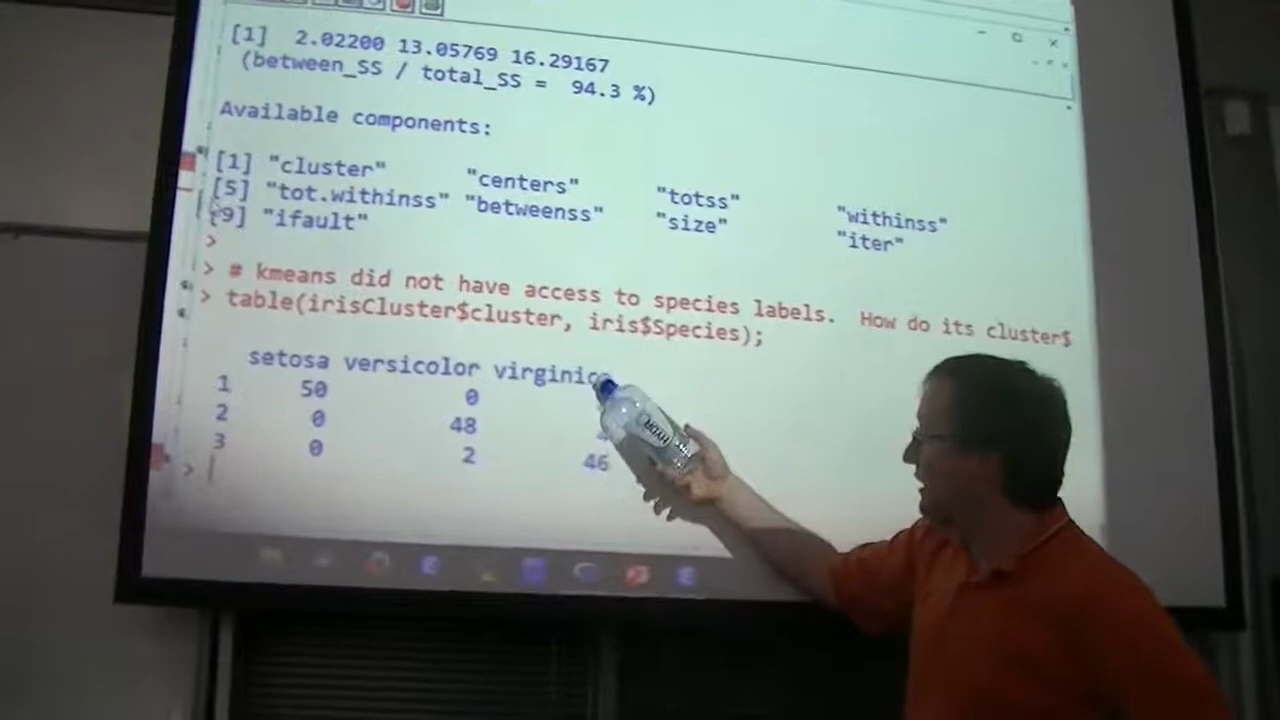 [1] 2.02200 13.05769 16.29167
(between_SS / total_SS = 94.3 %)
Available components:
[1] "cluster" "centers" "totss" "withinss"
[5] "tot.withinss" "betweenss" "size" "iter"
[9] "ifault"
>
> # kmeans did not have access to species labels. How do its cluster$
> table(irisCluster$cluster, iris$Species);
setosa versicolor
1 50 0
2 0 48
3 0 2 46
>